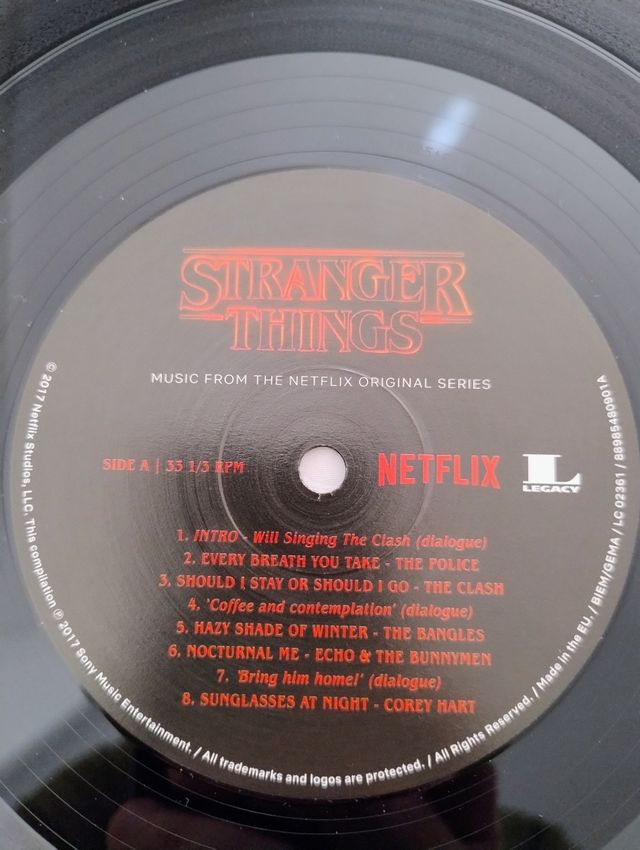 STRANGER
THINGS
MUSIC FROM THE NETFLIX ORIGINAL SERIES
SIDE A | 33 1/3 RPM
NETFLIX
L
LEGACY
1. INTRO - Will Singing The Clash (dialogue)
2. EVERY BREATH YOU TAKE - THE POLICE
3. SHOULD I STAY OR SHOULD I GO - THE CLASH
4. 'Coffee and contemplation' (dialogue)
5. HAZY SHADE OF WINTER - THE BANGLES
6. NOCTURNAL ME - ECHO & THE BUNNYMEN
7. 'Bring him home!' (dialogue)
8. SUNGLASSES AT NIGHT - COREY HART
© 2017 Netflix Studios, LLC. This compilation ℗ 2017 Sony Music Entertainment. / All trademarks and logos are protected. / All Rights Reserved. / Made in the EU. / BIEM/GEMA / LC 02361 / 88985480901A